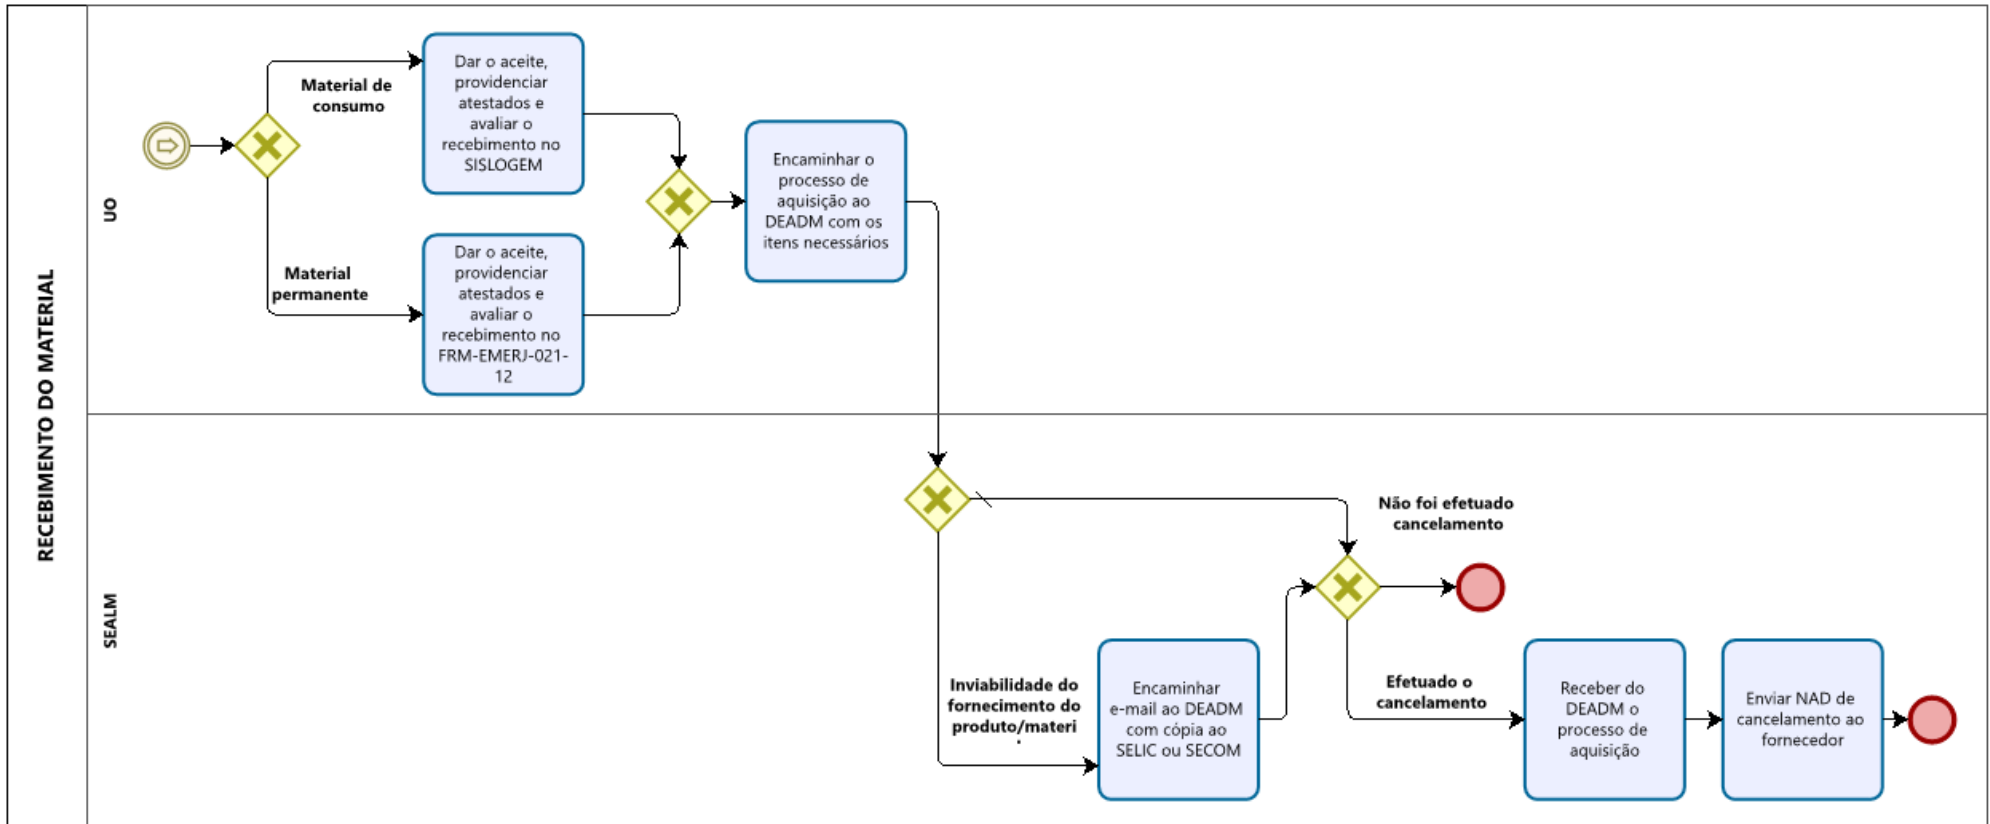 RECEBIMENTO DO MATERIAL
UO
Material de
consumo
Dar o aceite,
providenciar
atestados e
avaliar o
recebimento no
SISLOGEM
Material
permanente
Dar o aceite,
providenciar
atestados e
avaliar o
recebimento no
FRM-EMERJ-021-
12
Encaminhar o
processo de
aquisição ao
DEADM com os
itens necessários
SEALM
Inviabilidade do
fornecimento do
produto/materi
.
Encaminhar
e-mail ao DEADM
com cópia ao
SELIC ou SECOM
Não foi efetuado
cancelamento
Efetuado o
cancelamento
Receber do
DEADM o
processo de
aquisição
Enviar NAD de
cancelamento ao
fornecedor